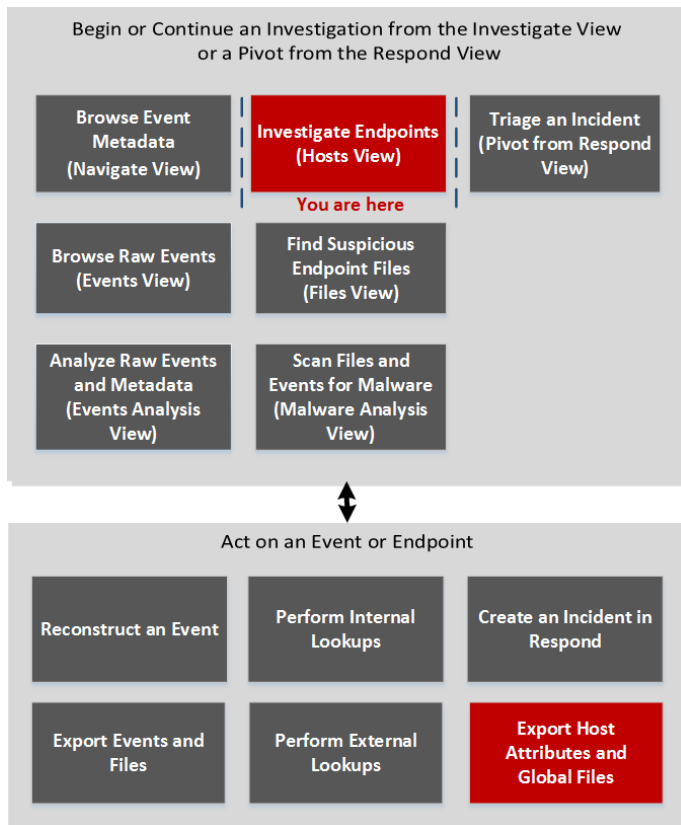 Begin or Continue an Investigation from the Investigate View
or a Pivot from the Respond View
Browse Event
Metadata
(Navigate View)
Investigate Endpoints
(Hosts View)
Triage an Incident
(Pivot from Respond
View)
You are here
Browse Raw Events
(Events View)
Find Suspicious
Endpoint Files
(Files View)
Analyze Raw Events
and Metadata
(Events Analysis
View)
Scan Files and
Events for Malware
(Malware Analysis
View)
Act on an Event or Endpoint
Reconstruct an Event
Perform Internal
Lookups
Create an Incident in
Respond
Export Events and
Files
Perform External
Lookups
Export Host
Attributes and
Global Files